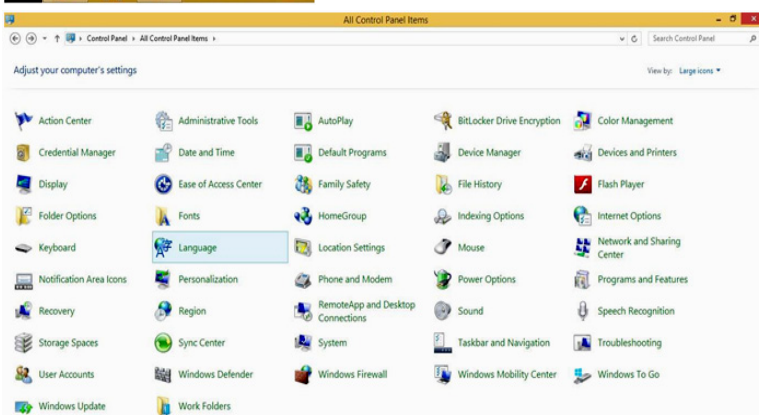 All Control Panel Items
Control Panel All Control Panel Items
Search Control Panel
Adjust your computer's settings
View by: Large icons
Action Center
Administrative Tools
AutoPlay
BitLocker Drive Encryption
Color Management
Credential Manager
Date and Time
Default Programs
Device Manager
Devices and Printers
Display
Ease of Access Center
Family Safety
File History
Flash Player
Folder Options
Fonts
HomeGroup
Indexing Options
Internet Options
Keyboard
Language
Location Settings
Mouse
Network and Sharing
Center
Notification Area Icons
Personalization
Phone and Modem
Power Options
Programs and Features
Recovery
Region
RemoteApp and Desktop
Connections
Sound
Speech Recognition
Storage Spaces
Sync Center
System
Taskbar and Navigation
Troubleshooting
User Accounts
Windows Defender
Windows Firewall
Windows Mobility Center
Windows To Go
Windows Update
Work Folders